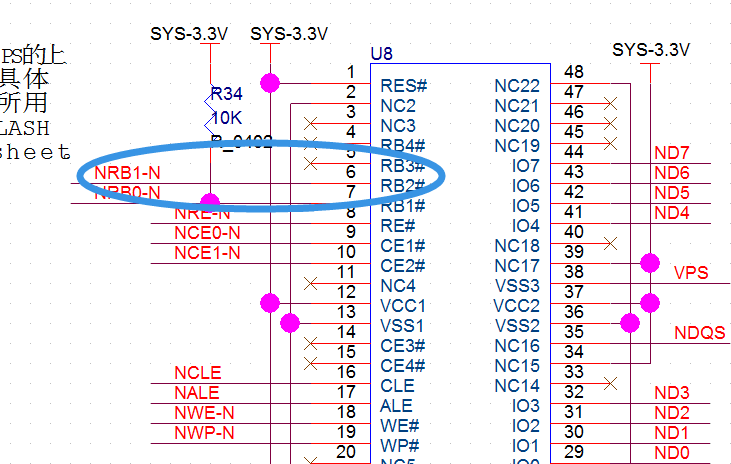 SYS-3.3V
SYS-3.3V
SYS-3.3V
PS的上
具体
所用
LASH
sheet
U8
R34
10K
R_0402
1 RES# NC22 48
2 NC2 NC21 47
3 NC3 NC20 46
4 RB4# NC19 45
5 RB3# IO7 44 ND7
NRB1-N 6 RB2# IO6 43 ND6
NRB0-N 7 RB1# IO5 42 ND5
NRE-N 8 RE# IO4 41 ND4
NCE0-N 9 CE1# NC18 40
NCE1-N 10 CE2# NC17 39
11 NC4 VSS3 38 VPS
12 VCC1 VCC2 37
13 VSS1 VSS2 36
14 CE3# NC16 35 NDQS
15 CE4# NC15 34
NCLE 16 CLE NC14 33
NALE 17 ALE IO3 32 ND3
NWE-N 18 WE# IO2 31 ND2
NWP-N 19 WP# IO1 30 ND1
20 NC5 IO0 29 ND0